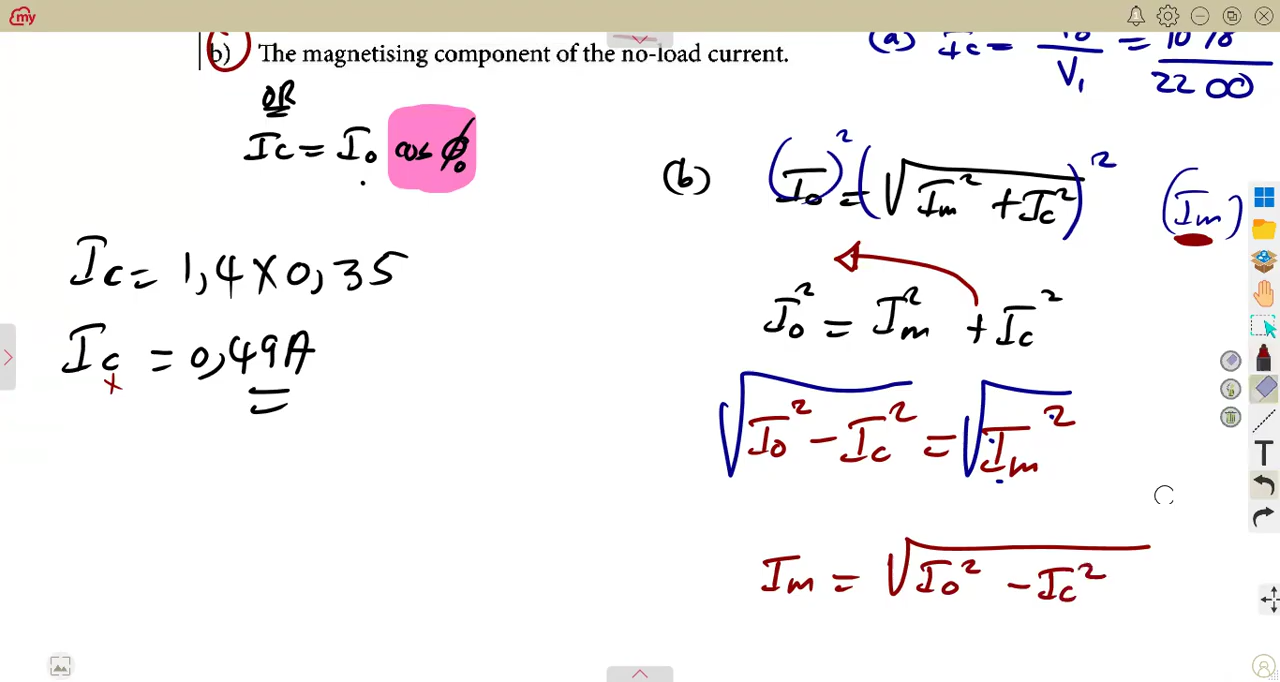 my
b) The magnetising component of the no-load current.
(a) Ic = / V₁ = 1078 / 2200
OR
Ic = I₀ cos ϕ₀
(b) (I₀)² = (√Im² + Ic²)²
(Im)
Ic = 1,4 × 0,35
I₀² = Im² + Ic²
Ic = 0,49A
x
√I₀² - Ic² = √Im²
Im = √I₀² - Ic²
T